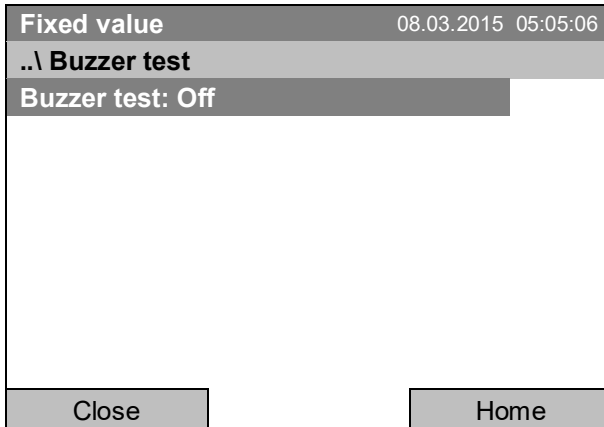 Fixed value 08.03.2015 05:05:06
..\ Buzzer test
Buzzer test: Off
Close Home